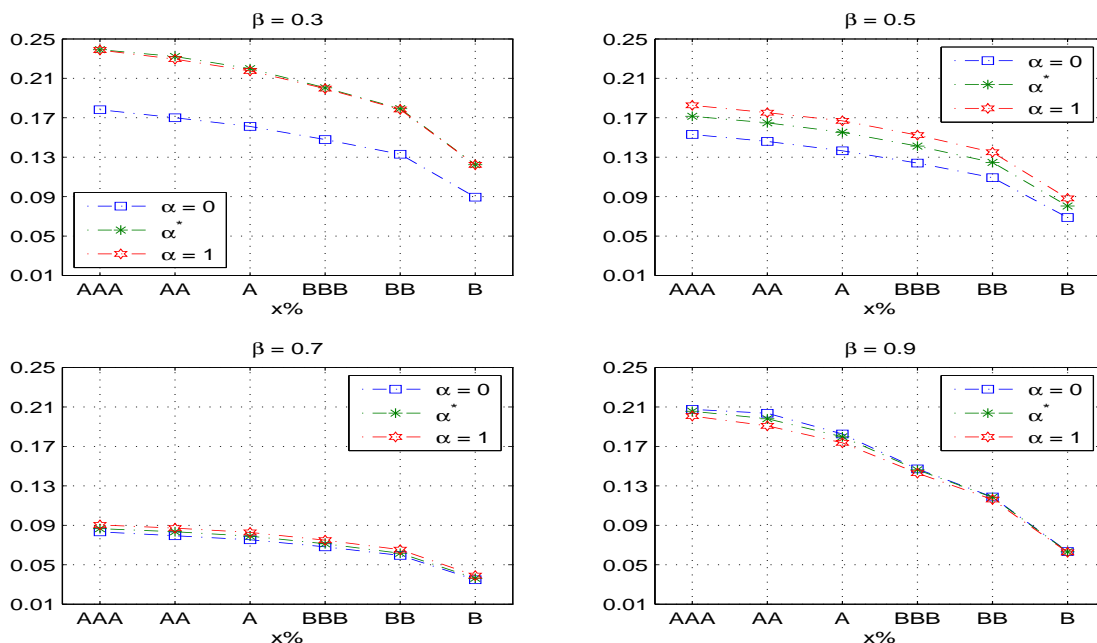 β = 0.3
0.25
0.21
0.17
0.13
0.09
0.05
0.01
α = 0
α*
α = 1
AAA AA A BBB BB B
x%
β = 0.5
0.25
0.21
0.17
0.13
0.09
0.05
0.01
α = 0
α*
α = 1
AAA AA A BBB BB B
x%
β = 0.7
0.25
0.21
0.17
0.13
0.09
0.05
0.01
α = 0
α*
α = 1
AAA AA A BBB BB B
x%
β = 0.9
0.25
0.21
0.17
0.13
0.09
0.05
0.01
α = 0
α*
α = 1
AAA AA A BBB BB B
x%